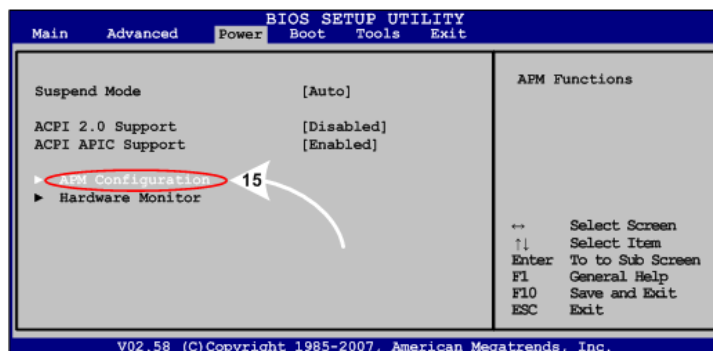 BIOS SETUP UTILITY
Main Advanced Power Boot Tools Exit
Suspend Mode [Auto]
ACPI 2.0 Support [Disabled]
ACPI APIC Support [Enabled]
► APM Configuration
15
► Hardware Monitor
APM Functions
↔ Select Screen
↑↓ Select Item
Enter To to Sub Screen
F1 General Help
F10 Save and Exit
ESC Exit
V02.58 (C)Copyright 1985-2007, American Megatrends, Inc.